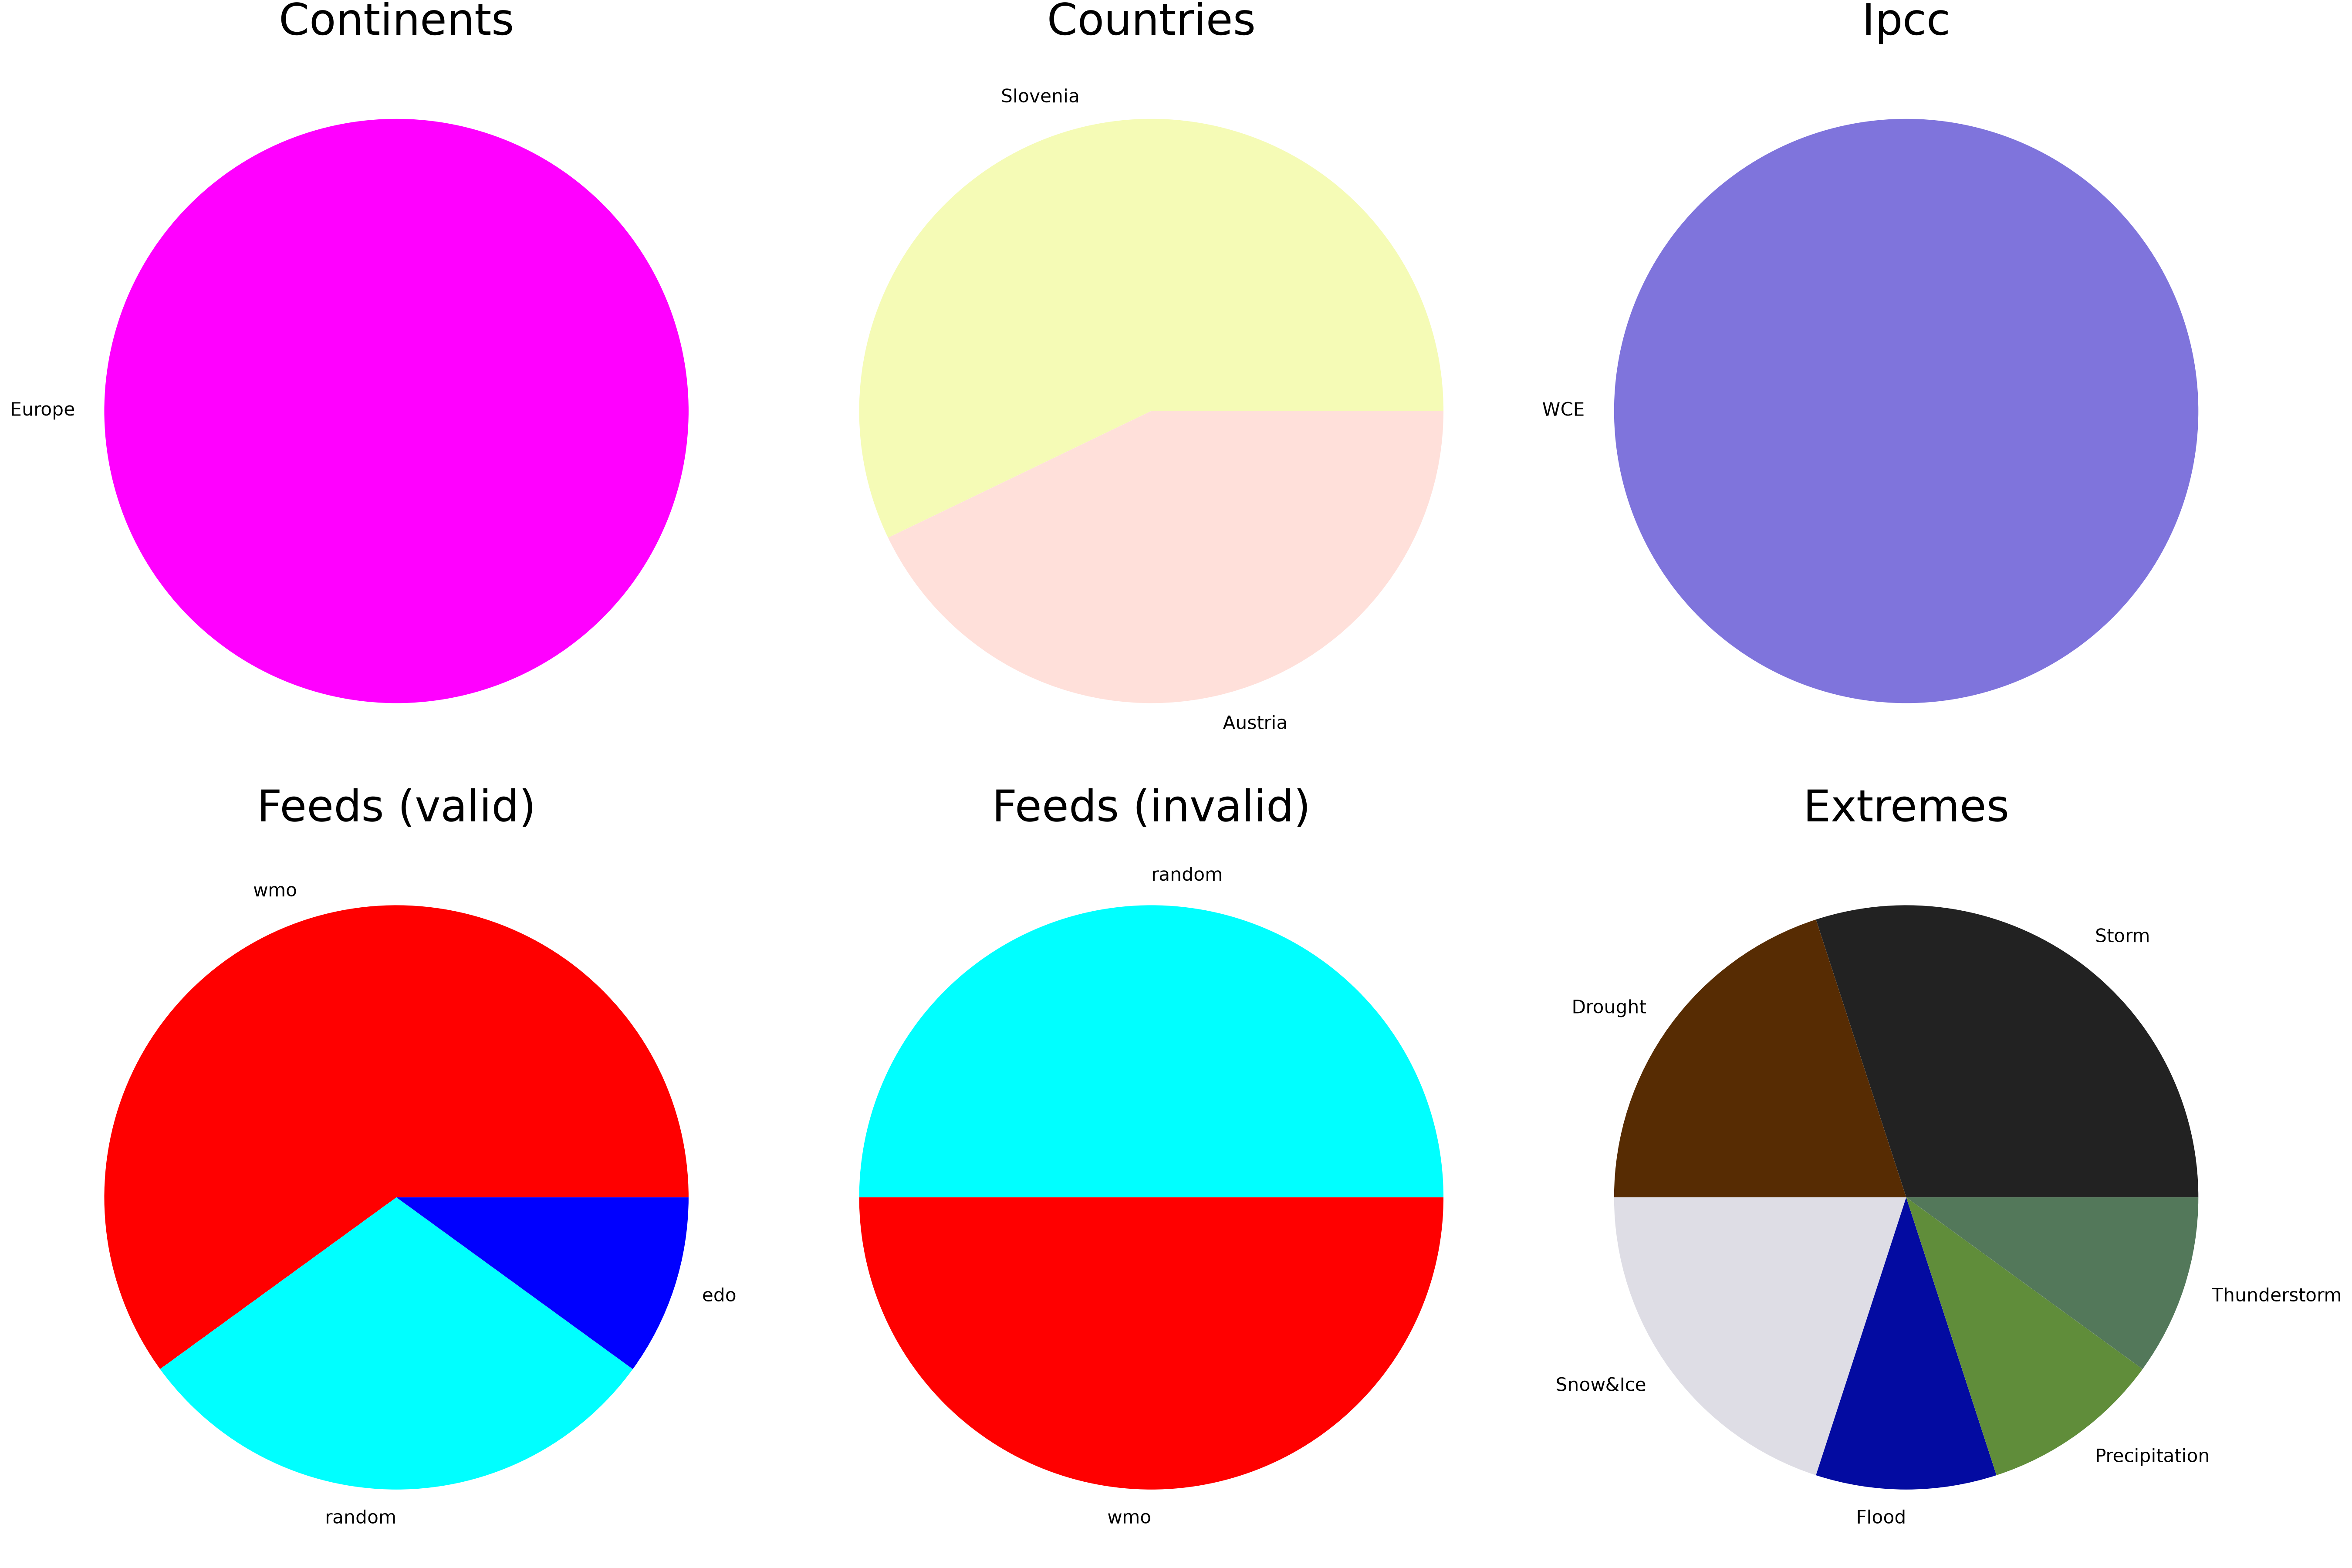 Continents
Europe
Countries
Slovenia
Austria
Ipcc
WCE
Feeds (valid)
wmo
edo
random
Feeds (invalid)
random
wmo
Extremes
Storm
Drought
Thunderstorm
Snow&Ice
Precipitation
Flood